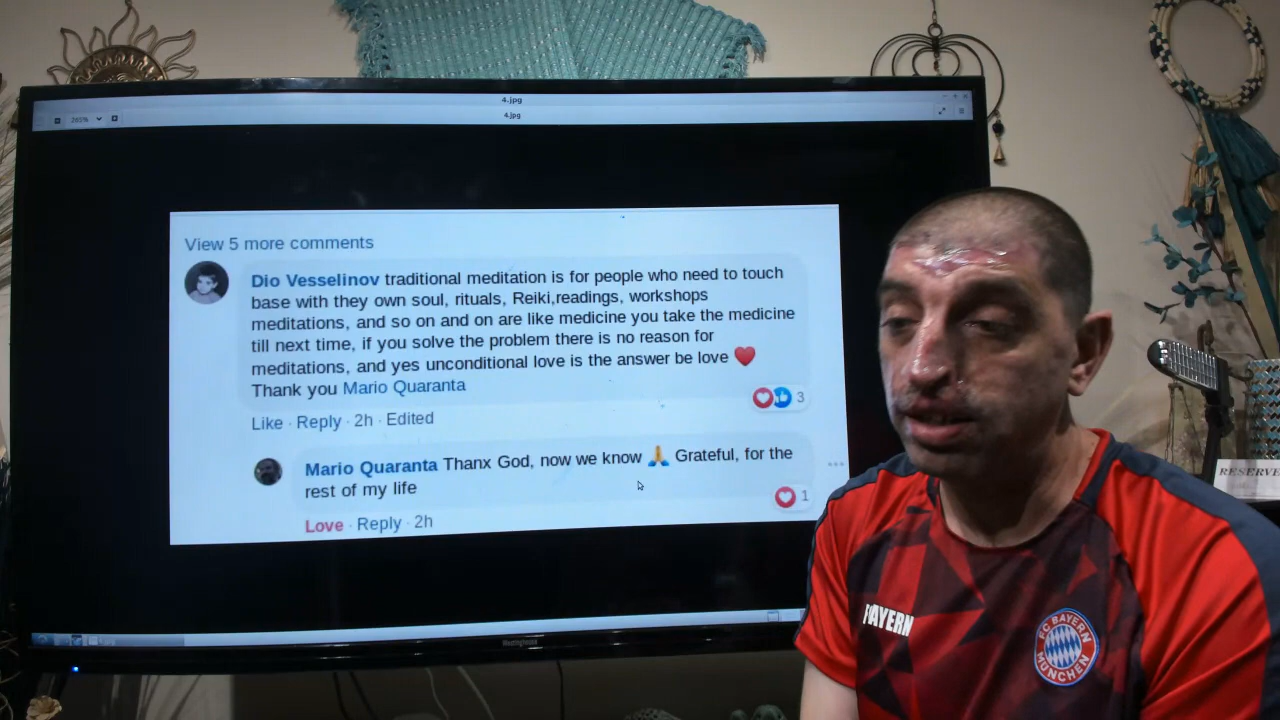 4.jpg
4.jpg
265%
View 5 more comments
Dio Vesselinov traditional meditation is for people who need to touch
base with they own soul, rituals, Reiki,readings, workshops
meditations, and so on and on are like medicine you take the medicine
till next time, if you solve the problem there is no reason for
meditations, and yes unconditional love is the answer be love ❤️
Thank you Mario Quaranta
3
Like · Reply · 2h · Edited
Mario Quaranta Thanx God, now we know 🙏 Grateful, for the
rest of my life
1
Love · Reply · 2h
RESERVE
BAYERN
FC BAYERN
MÜNCHEN